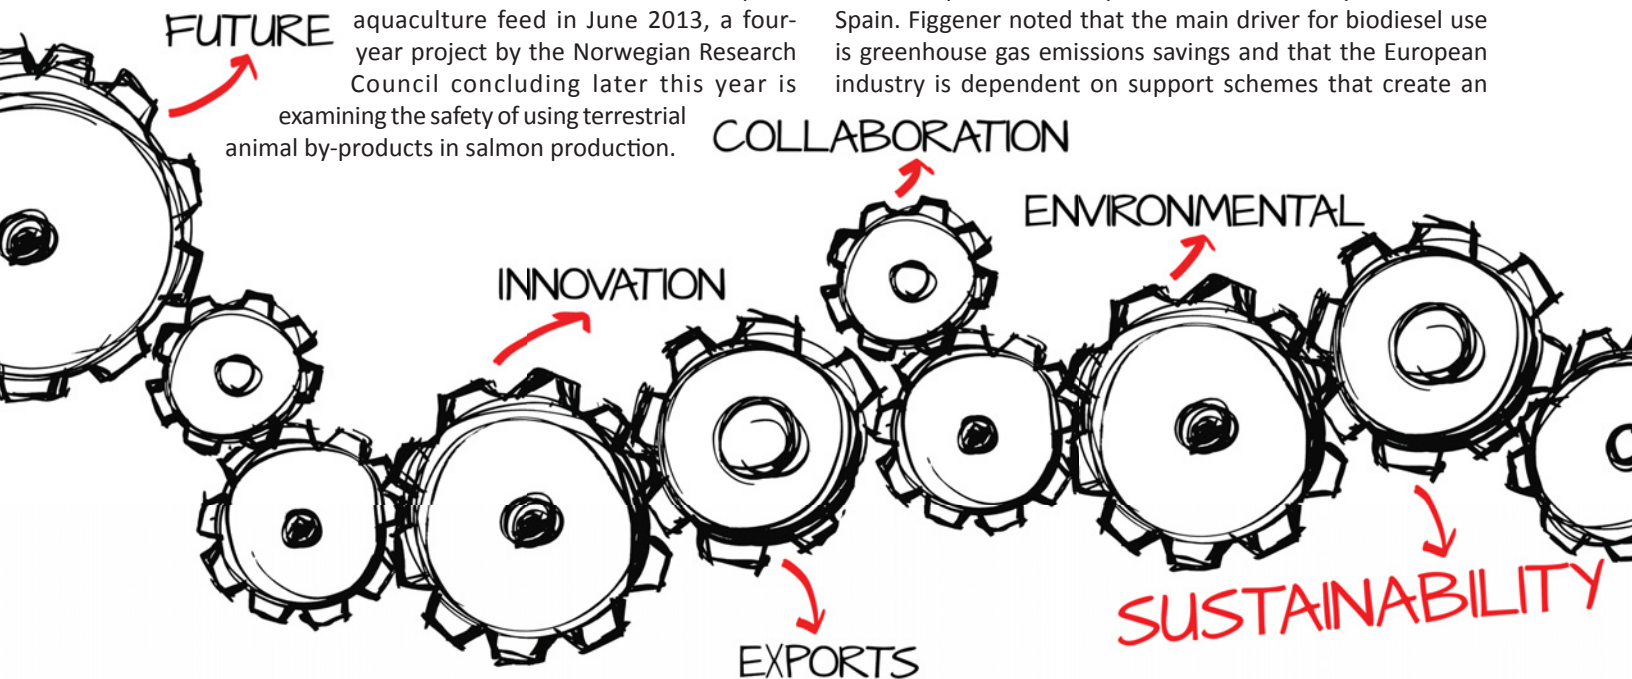 aquaculture feed in June 2013, a four-
year project by the Norwegian Research
Council concluding later this year is
examining the safety of using terrestrial
animal by-products in salmon production.
Spain. Figgener noted that the main driver for biodiesel use
is greenhouse gas emissions savings and that the European
industry is dependent on support schemes that create an
FUTURE
COLLABORATION
ENVIRONMENTAL
INNOVATION
SUSTAINABILITY
EXPORTS